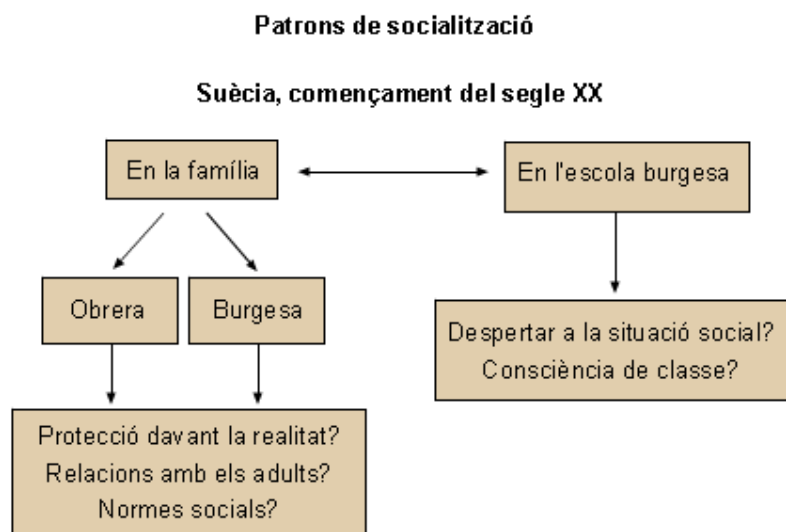 Patrons de socialització
Suècia, començament del segle XX
En la família
En l'escola burgesa
Obrera
Burgesa
Despertar a la situació social?
Consciència de classe?
Protecció davant la realitat?
Relacions amb els adults?
Normes socials?